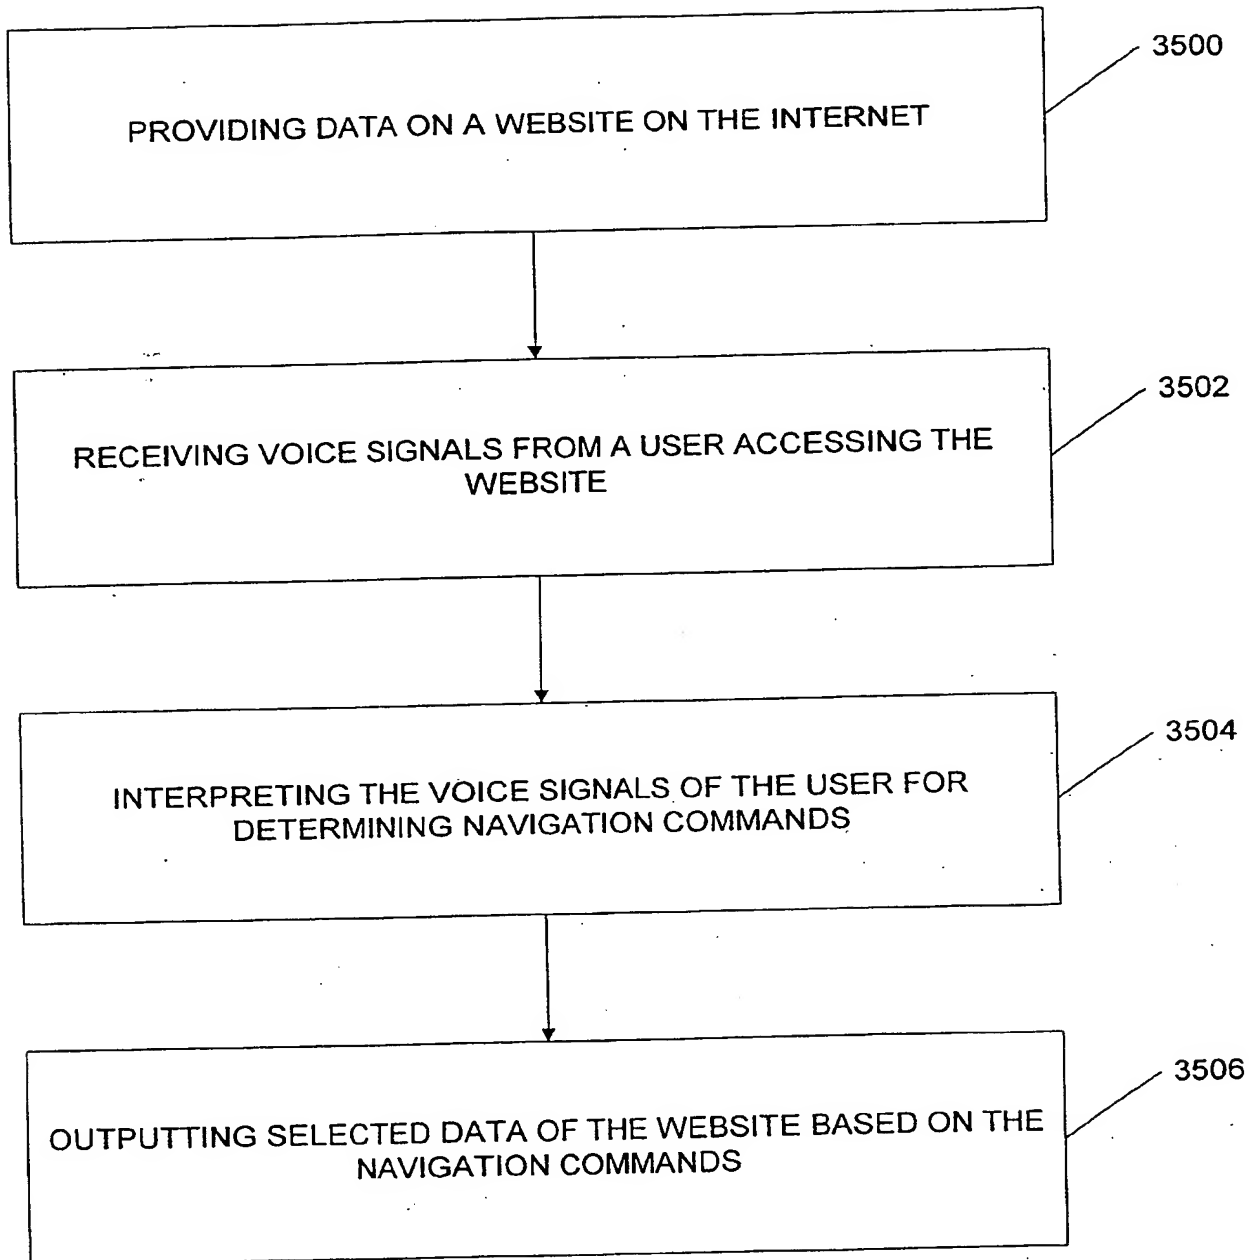 3500
PROVIDING DATA ON A WEBSITE ON THE INTERNET
3502
RECEIVING VOICE SIGNALS FROM A USER ACCESSING THE
WEBSITE
3504
INTERPRETING THE VOICE SIGNALS OF THE USER FOR
DETERMINING NAVIGATION COMMANDS
3506
OUTPUTTING SELECTED DATA OF THE WEBSITE BASED ON THE
NAVIGATION COMMANDS